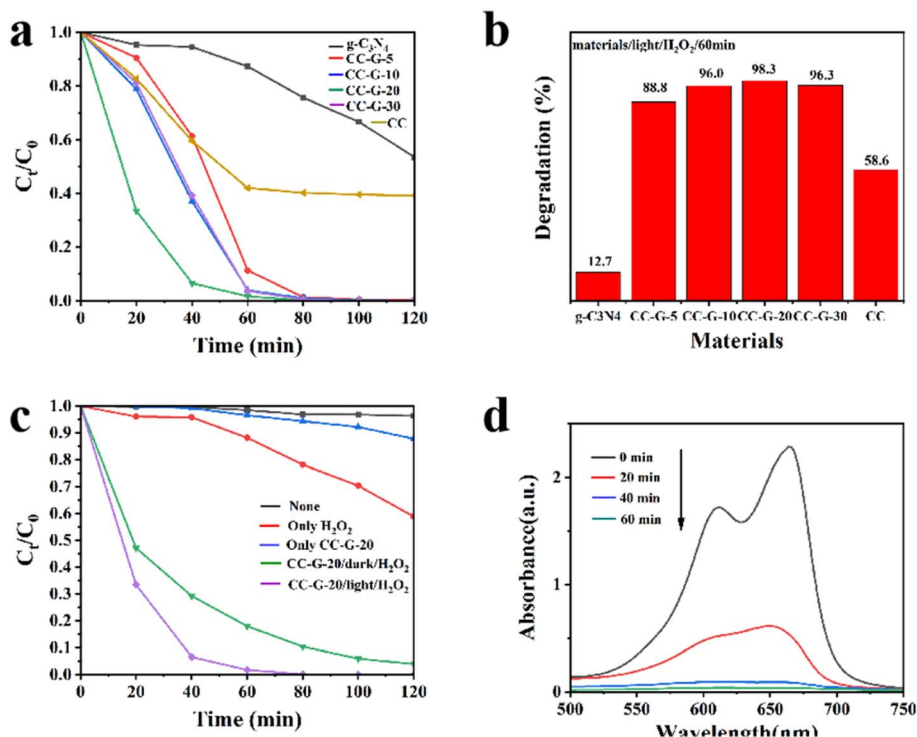 a
g-C₃N₄
CC-G-5
CC-G-10
CC-G-20
CC-G-30
CC
1.0
0.8
0.6
0.4
0.2
0.0
Cₜ/C₀
0 20 40 60 80 100 120
Time (min)
b
materials/light/H₂O₂/60min
12.7
88.8
96.0
98.3
96.3
58.6
Degradation (%)
g-C3N4 CC-G-5 CC-G-10 CC-G-20 CC-G-30 CC
Materials
c
1.0
0.9
0.8
0.7
0.6
0.5
0.4
0.3
0.2
0.1
0.0
Cₜ/C₀
None
Only H₂O₂
Only CC-G-20
CC-G-20/dark/H₂O₂
CC-G-20/light/H₂O₂
0 20 40 60 80 100 120
Time (min)
d
0 min
20 min
40 min
60 min
2
1
0
Absorbance(a.u.)
500 550 600 650 700 750
Wavelength(nm)